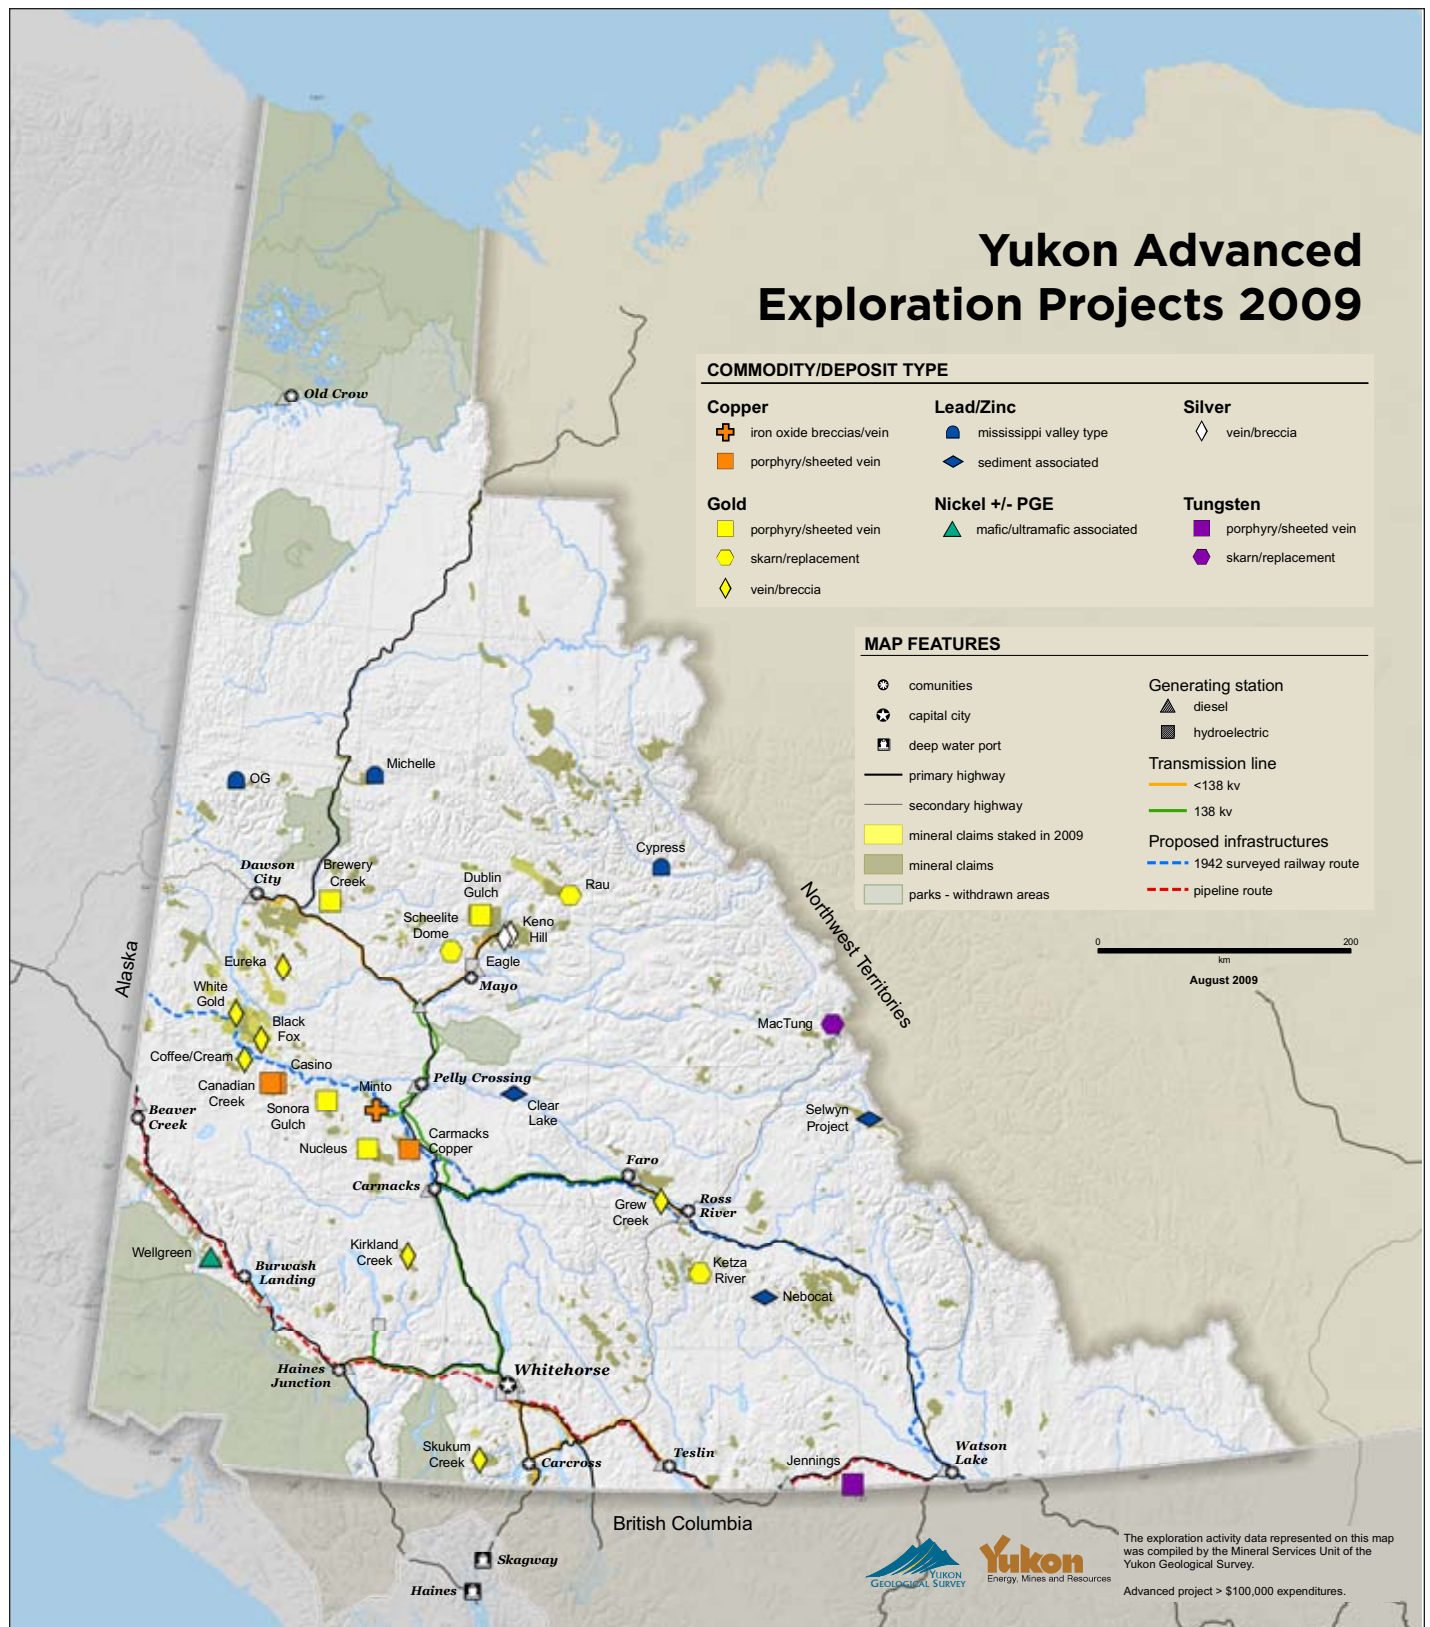 Yukon Advanced
Exploration Projects 2009
COMMODITY/DEPOSIT TYPE
Copper
iron oxide breccias/vein
porphyry/sheeted vein
Lead/Zinc
mississippi valley type
sediment associated
Silver
vein/breccia
Gold
porphyry/sheeted vein
skarn/replacement
vein/breccia
Nickel +/- PGE
mafic/ultramafic associated
Tungsten
porphyry/sheeted vein
skarn/replacement
MAP FEATURES
comunities
capital city
deep water port
primary highway
secondary highway
mineral claims staked in 2009
mineral claims
parks - withdrawn areas
Generating station
diesel
hydroelectric
Transmission line
<138 kv
138 kv
Proposed infrastructures
1942 surveyed railway route
pipeline route
0
200
km
August 2009
Old Crow
OG
Michelle
Cypress
Dawson
City
Brewery
Creek
Dublin
Gulch
Rau
Scheelite
Dome
Keno
Hill
Eagle
Mayo
Eureka
White
Gold
Black
Fox
Coffee/Cream
Casino
Canadian
Creek
Sonora
Gulch
Minto
Pelly Crossing
Clear
Lake
MacTung
Selwyn
Project
Beaver
Creek
Nucleus
Carmacks
Copper
Carmacks
Faro
Grew
Creek
Ross
River
Kirkland
Creek
Wellgreen
Burwash
Landing
Ketza
River
Nebocat
Haines
Junction
Whitehorse
Skukum
Creek
Carcross
Teslin
Jennings
Watson
Lake
Alaska
Northwest Territories
British Columbia
Skagway
Haines
YUKON
GEOLOGICAL SURVEY
Yukon
Energy, Mines and Resources
The exploration activity data represented on this map
was compiled by the Mineral Services Unit of the
Yukon Geological Survey.
Advanced project > $100,000 expenditures.